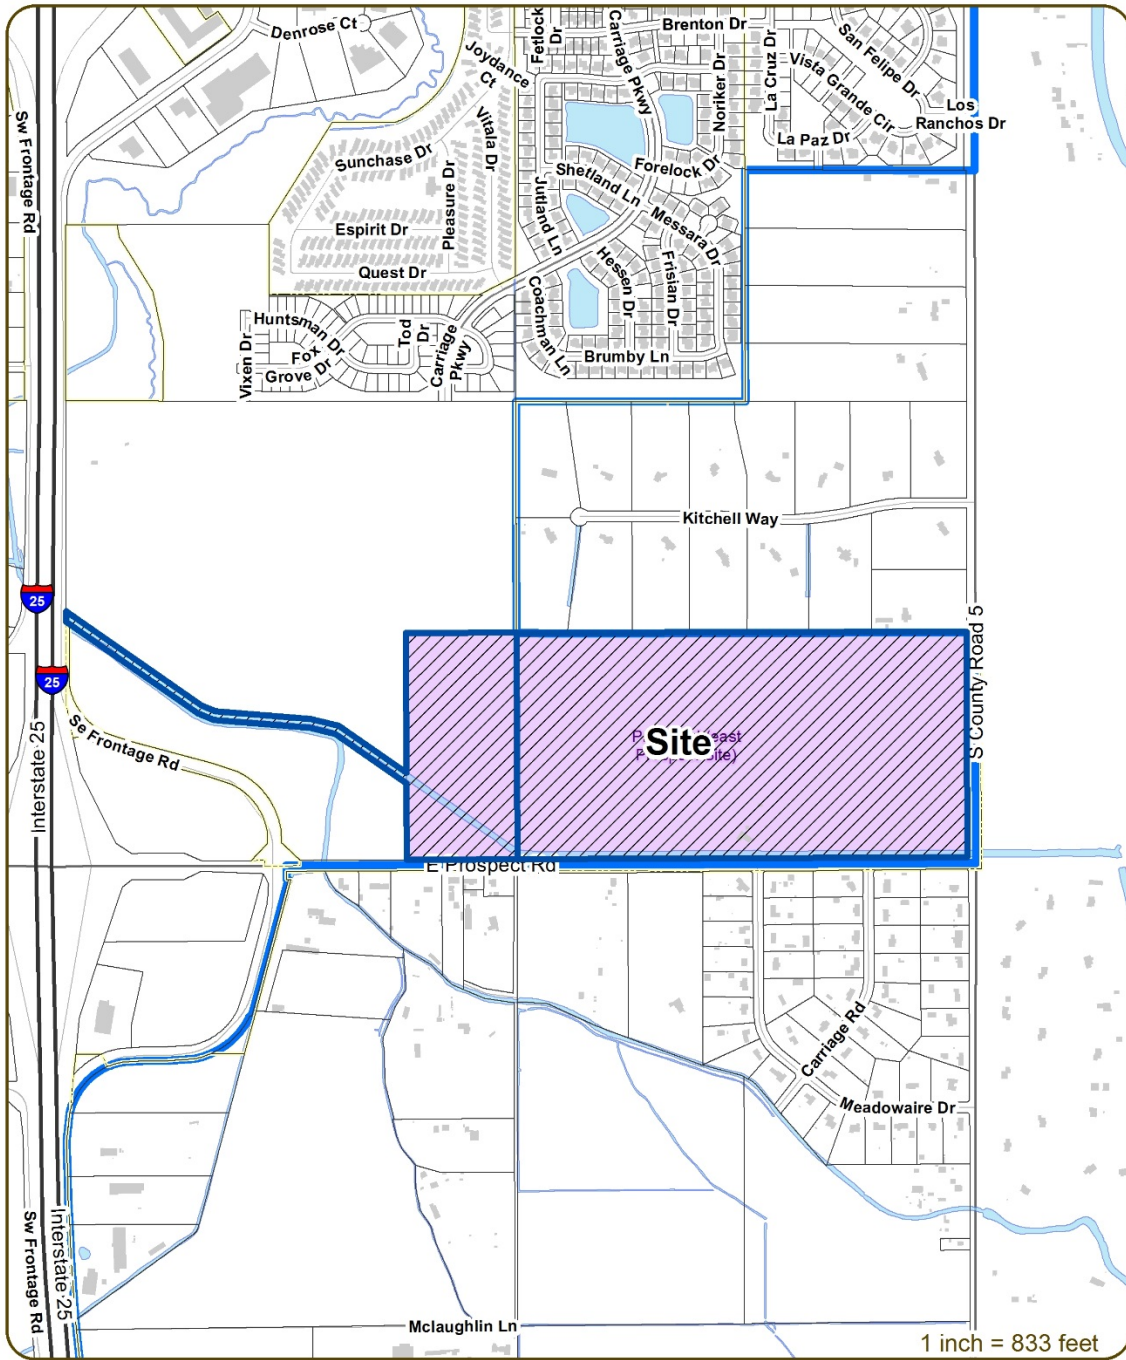 Denrose Ct
Fetlock
Dr
Carriage Pkwy
Brenton Dr
La Cruz Dr
San Felipe Dr
Vista Grande Cir
Los
Ranchos Dr
La Paz Dr
Noriker Dr
Joydance
Ct
Vitala Dr
Sw Frontage Rd
Sunchase Dr
Pleasure Dr
Forelock Dr
Shetland Ln
Jutland Ln
Messara Dr
Espirit Dr
Quest Dr
Hessen Dr
Frisian Dr
Coachman Ln
Huntsman Dr
Tod
Dr
Carriage
Pkwy
Vixen Dr
Fox
Grove Dr
Brumby Ln
Kitchell Way
25
25
S County Road 5
Interstate 25
Se Frontage Rd
Site
east
E Prospect Rd
Carriage Rd
Meadowaire Dr
Sw Frontage Rd
Interstate 25
Mclaughlin Ln
1 inch = 833 feet